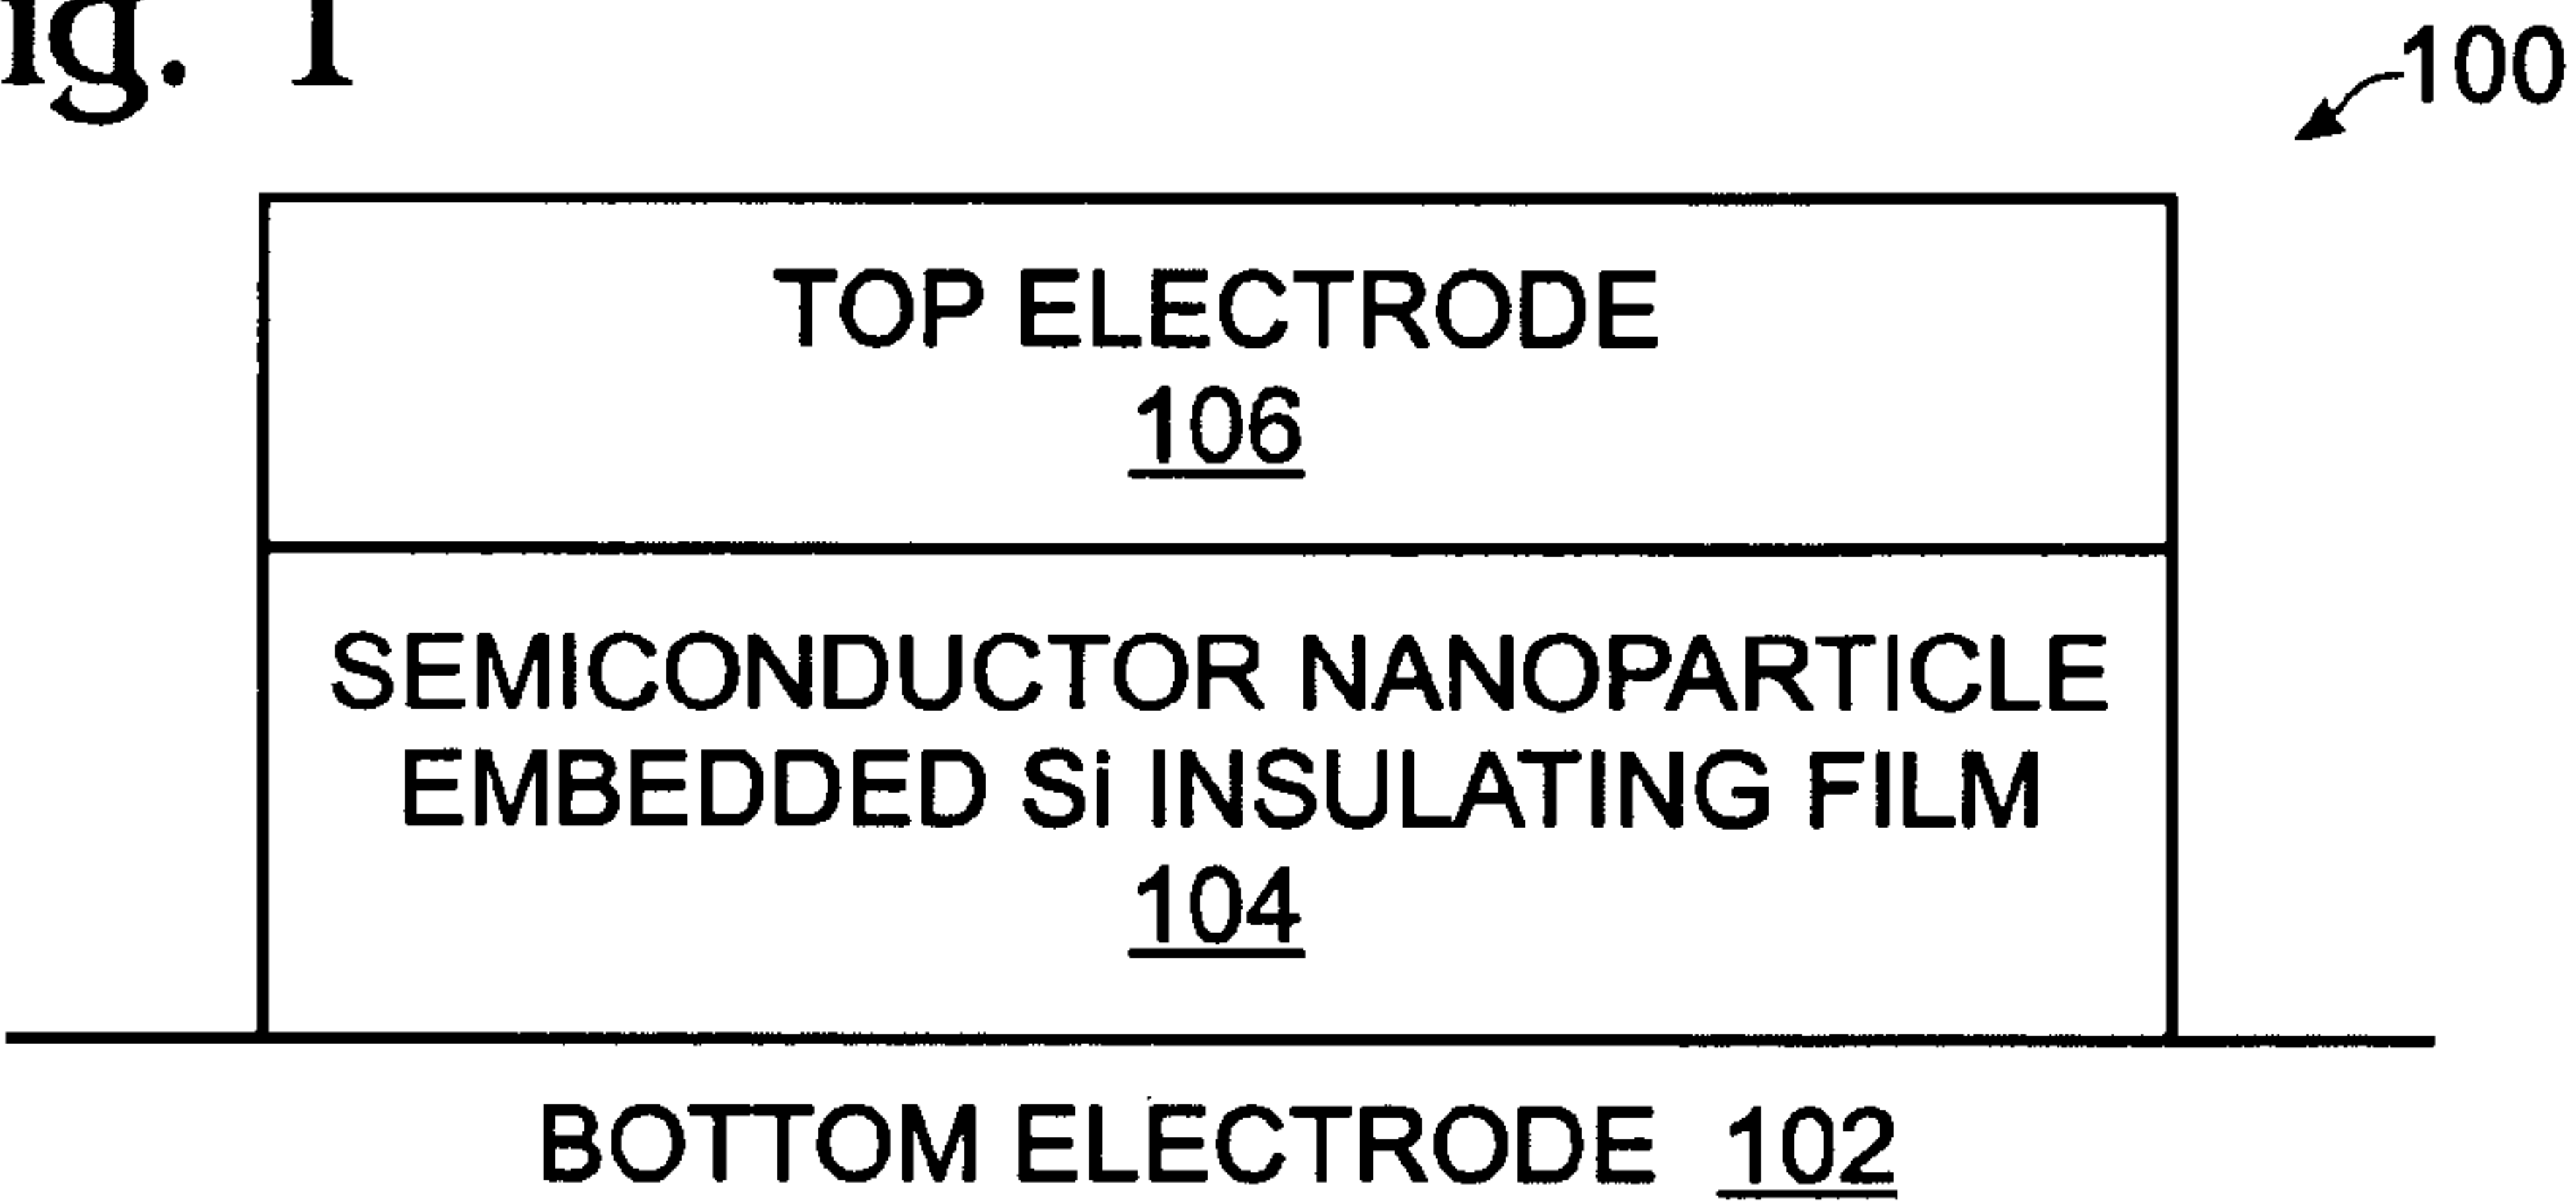 ig. 1
100
TOP ELECTRODE
106
SEMICONDUCTOR NANOPARTICLE
EMBEDDED Si INSULATING FILM
104
BOTTOM ELECTRODE 102